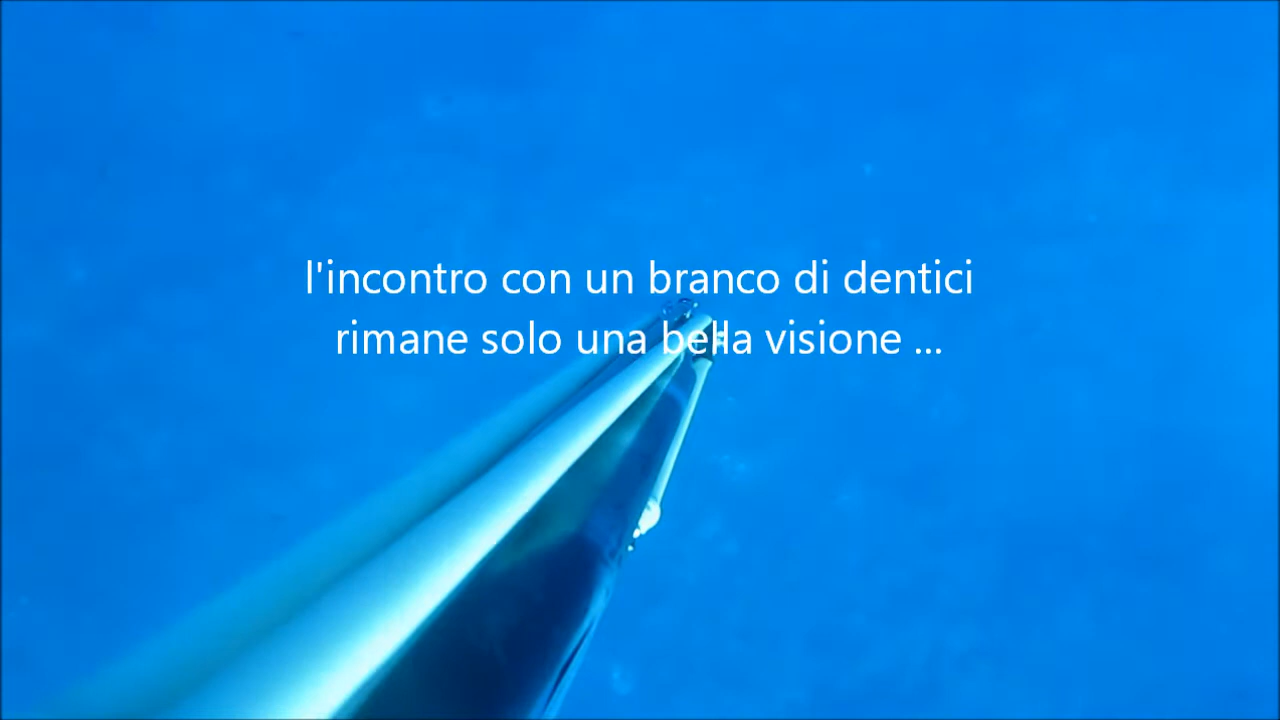 l'incontro con un branco di dentici
rimane solo una bella visione ...